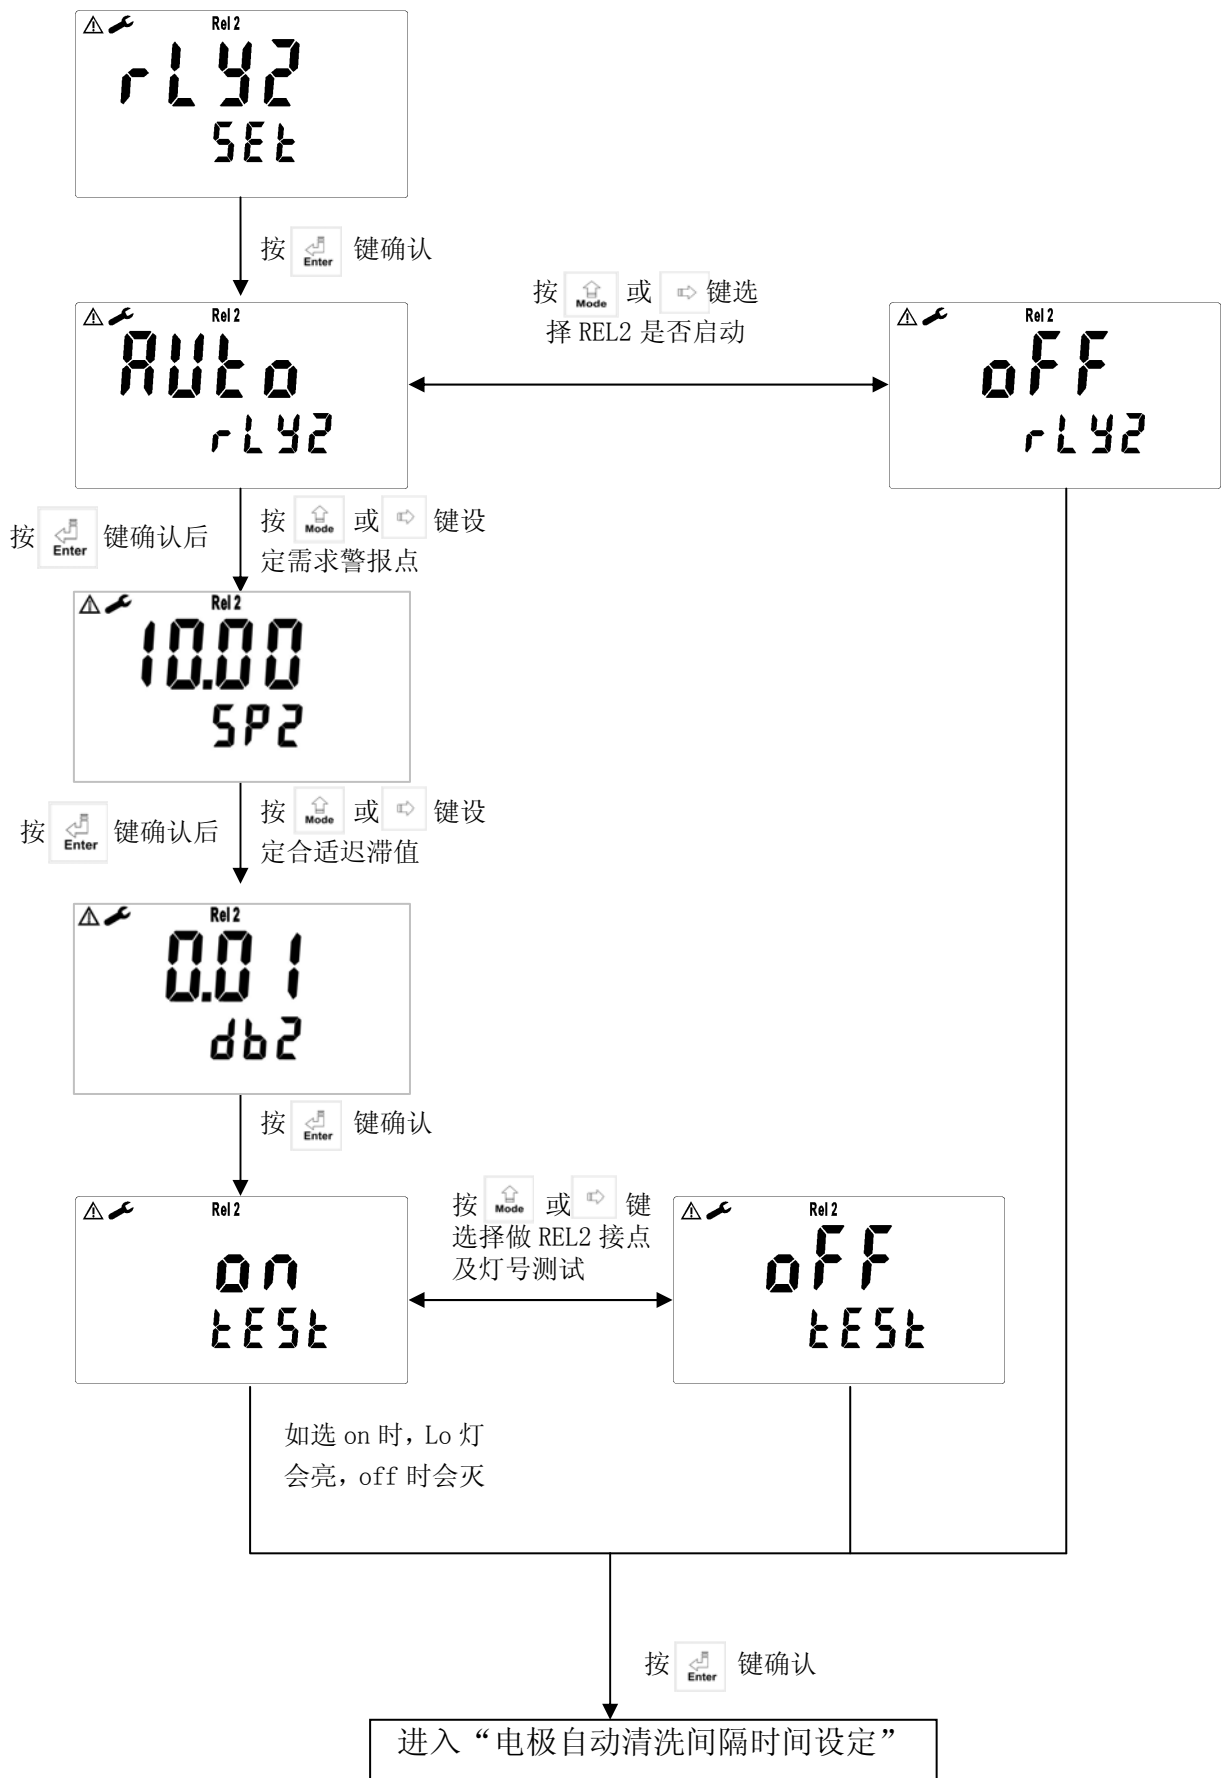 Rel 2
rLY2
SEt
按 Enter 键确认
按 Mode 或 键选
择 REL2 是否启动
Rel 2
AUto
rLY2
Rel 2
oFF
rLY2
按 Enter 键确认后
按 Mode 或 键设
定需求警报点
Rel 2
10.00
SP2
按 Enter 键确认后
按 Mode 或 键设
定合适迟滞值
Rel 2
0.01
db2
按 Enter 键确认
按 Mode 或 键
选择做 REL2 接点
及灯号测试
Rel 2
on
tESt
Rel 2
oFF
tESt
如选 on 时，Lo 灯
会亮，off 时会灭
按 Enter 键确认
进入“电极自动清洗间隔时间设定”